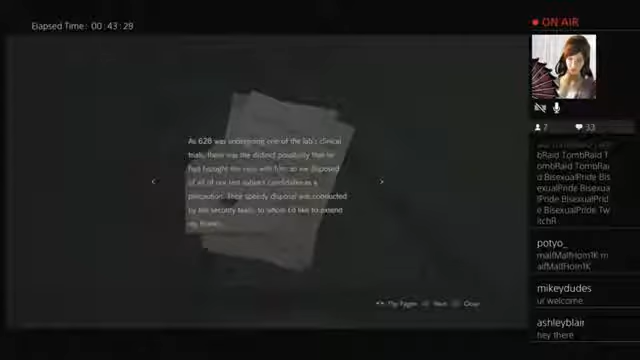 Elapsed Time: 00:43:28
ON AIR
7 33
As 628 was undergoing one of the lab's clinical
trials, there was the distinct possibility that he
had brought the virus with him so we disposed
of all of our test subject candidates as a
precaution. Their speedy disposal was conducted
by the security team, to whom I'd like to extend
my thanks.
Flip Pages Next Close
bRaid TombRaid T
ombRaid TombRai
d BisexualPride Bis
exualPride Bisexua
lPride BisexualPrid
e BisexualPride Tw
itchR
potyo_
malfMalfHom1K m
alfMalfHom1K
mikeydudes
ur welcome
ashleyblair
hey there